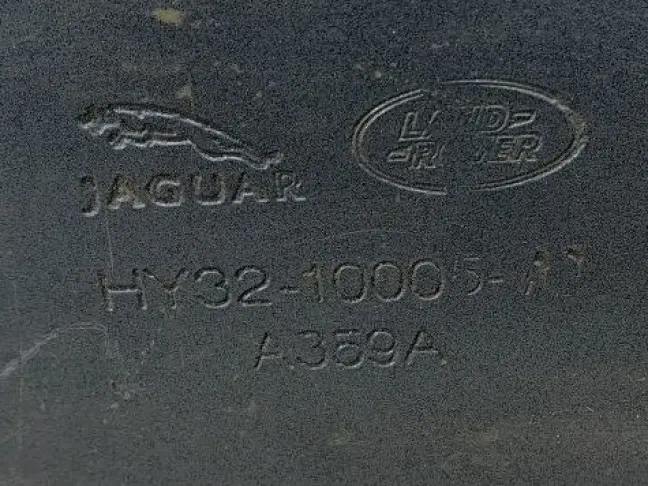 LAND-
-ROVER
JAGUAR
HY32-10005-
A359A